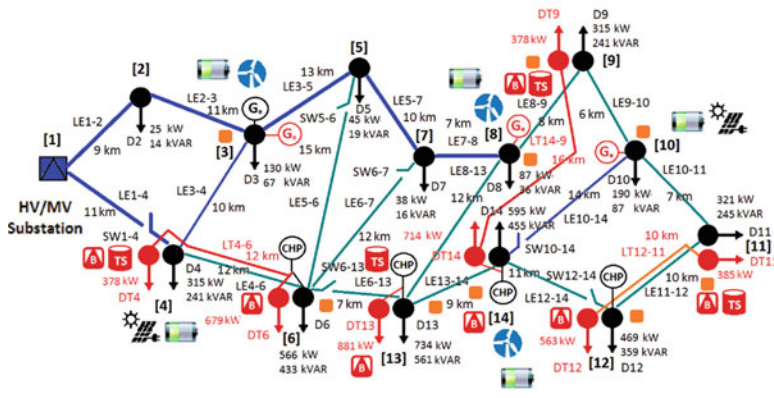 DT9
378kW
D9
315 kW
241 kVAR
[9]
[5]
13 km
LE3-5
[2]
LE2-3
11km
Ge
Ge
LE1-2
9 km
D2
25 kW
14 kVAR
[3]
D3
130 kW
67 kVAR
[1]
HV/MV
Substation
SW5-6
15 km
D5
45 kW
19 kVAR
LE5-7
10 km
[7]
7 km
LE7-8
[8]
Ge
LE8-9
8 km
LT14-9
16 km
6 km
LE9-10
Ge
[10]
D10
190 kW
87 kVAR
LE10-11
7 km
321 kW
245 kVAR
D11
[11]
LE1-4
11km
LE3-4
10 km
SW1-4
LE5-6
SW6-7
LE6-7
D7
38 kW
16 kVAR
LE8-13
12 km
D8
87 kW
36 kVAR
D14
595 kW
455 kVAR
14 km
LE10-14
B
TS
378 kW
DT4
D4
315 kW
241 kVAR
[4]
LT4-6
12 km
12 km
LE4-6
CHP
B
679 kW
DT6
[6]
D6
566 kW
433 kVAR
SW6-13
12 km
TS
LE6-13
7 km
CHP
DT13
881 kW
B
[13]
D13
734 kW
561 kVAR
714 kW
DT14
SW10-14
11 km
CHP
LE13-14
9 km
B
[14]
SW12-14
CHP
LE12-14
B
563 kW
DT12
[12]
469 kW
359 kVAR
D12
10 km
LT12-11
10 km
LE11-12
385kW
B
TS
B
TS